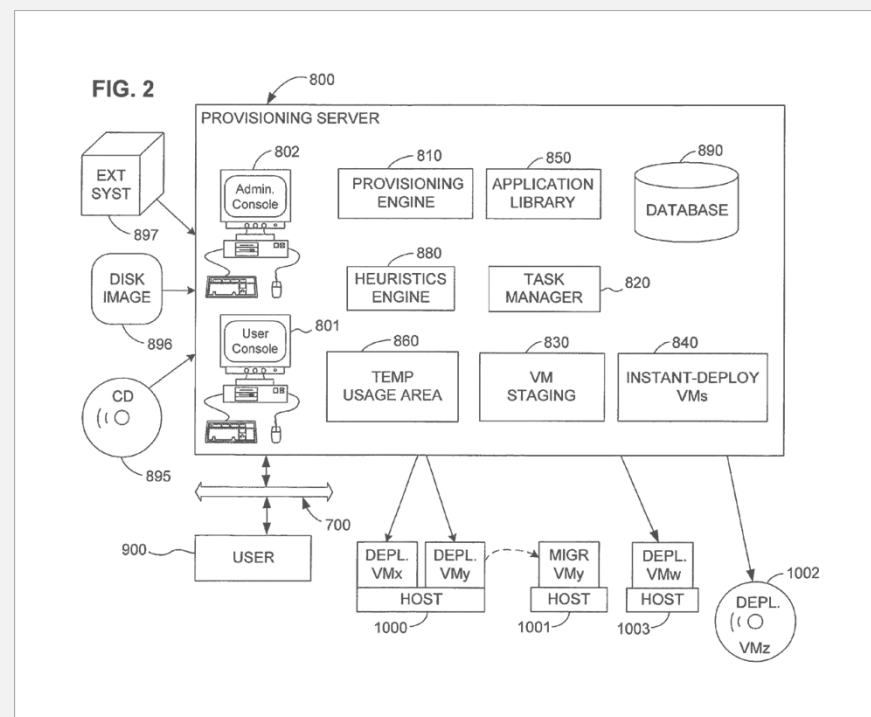 FIG. 2
800
PROVISIONING SERVER
EXT
SYST
897
802
Admin.
Console
810
PROVISIONING
ENGINE
850
APPLICATION
LIBRARY
890
DATABASE
DISK
IMAGE
896
880
HEURISTICS
ENGINE
TASK
MANAGER
820
User
Console
801
CD
895
860
TEMP
USAGE AREA
830
VM
STAGING
840
INSTANT-DEPLOY
VMs
700
900
USER
DEPL.
VMx
DEPL.
VMy
HOST
1000
MIGR
VMy
HOST
1001
DEPL.
VMw
HOST
1003
1002
DEPL.
VMz